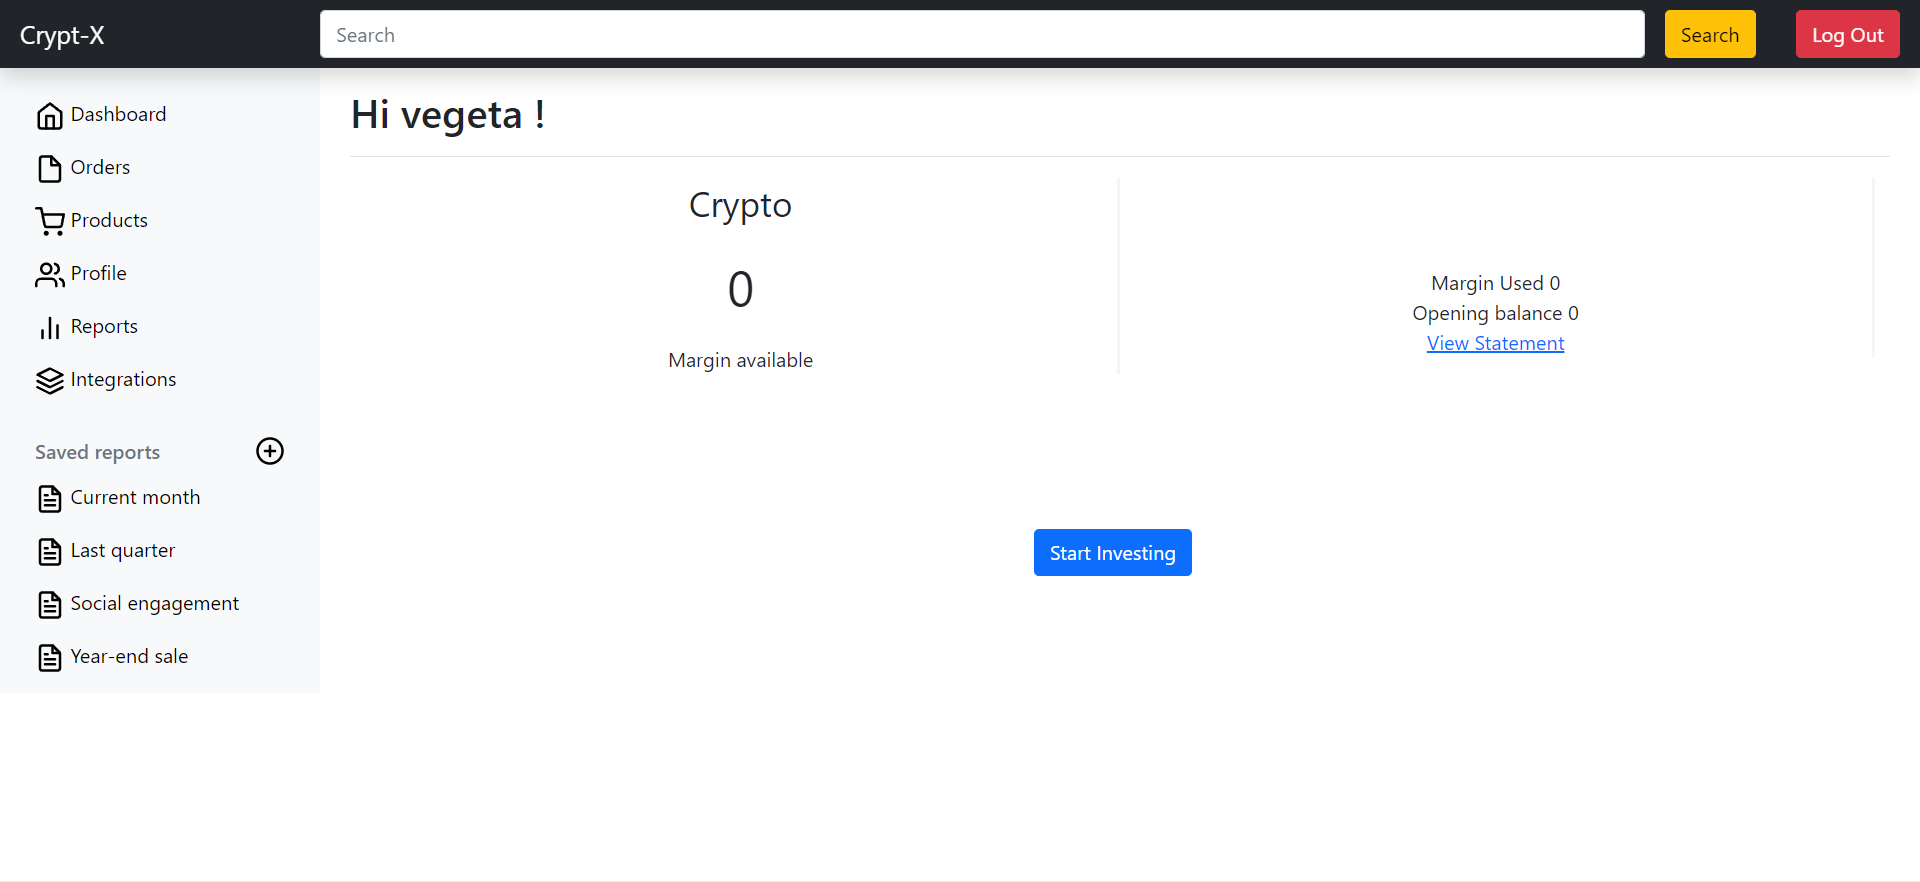 Crypt-X
Search
Search
Log Out
Dashboard
Orders
Products
Profile
Reports
Integrations
Saved reports
Current month
Last quarter
Social engagement
Year-end sale
Hi vegeta !
Crypto
0
Margin available
Margin Used 0
Opening balance 0
View Statement
Start Investing